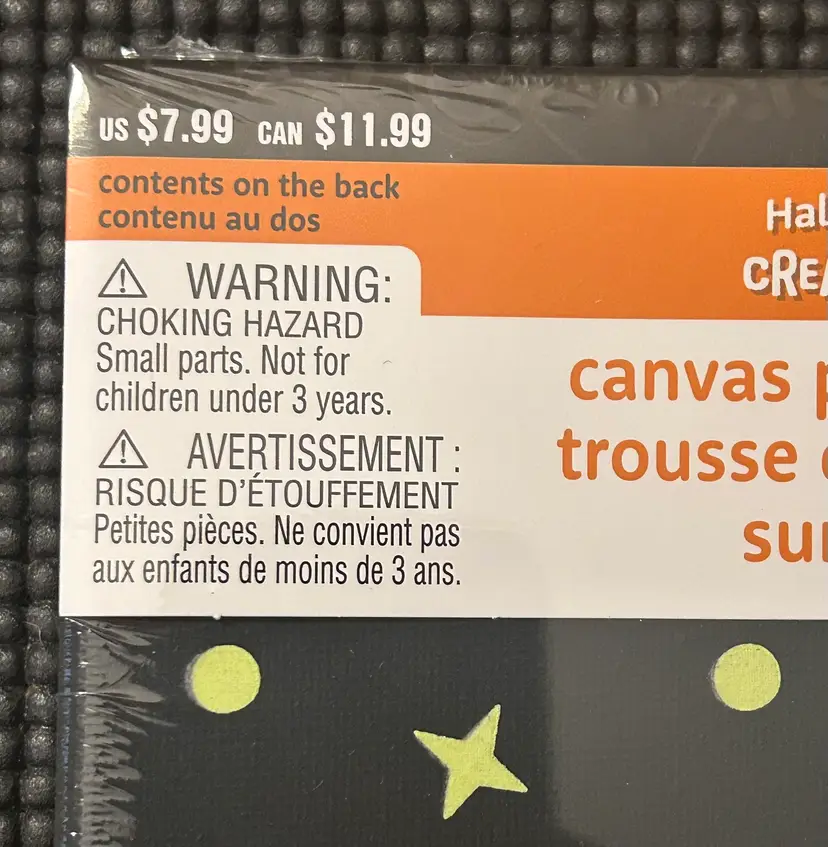 US $7.99 CAN $11.99
contents on the back
contenu au dos
WARNING:
CHOKING HAZARD
Small parts. Not for
children under 3 years.
AVERTISSEMENT :
RISQUE D'ÉTOUFFEMENT
Petites pièces. Ne convient pas
aux enfants de moins de 3 ans.
canvas
trousse